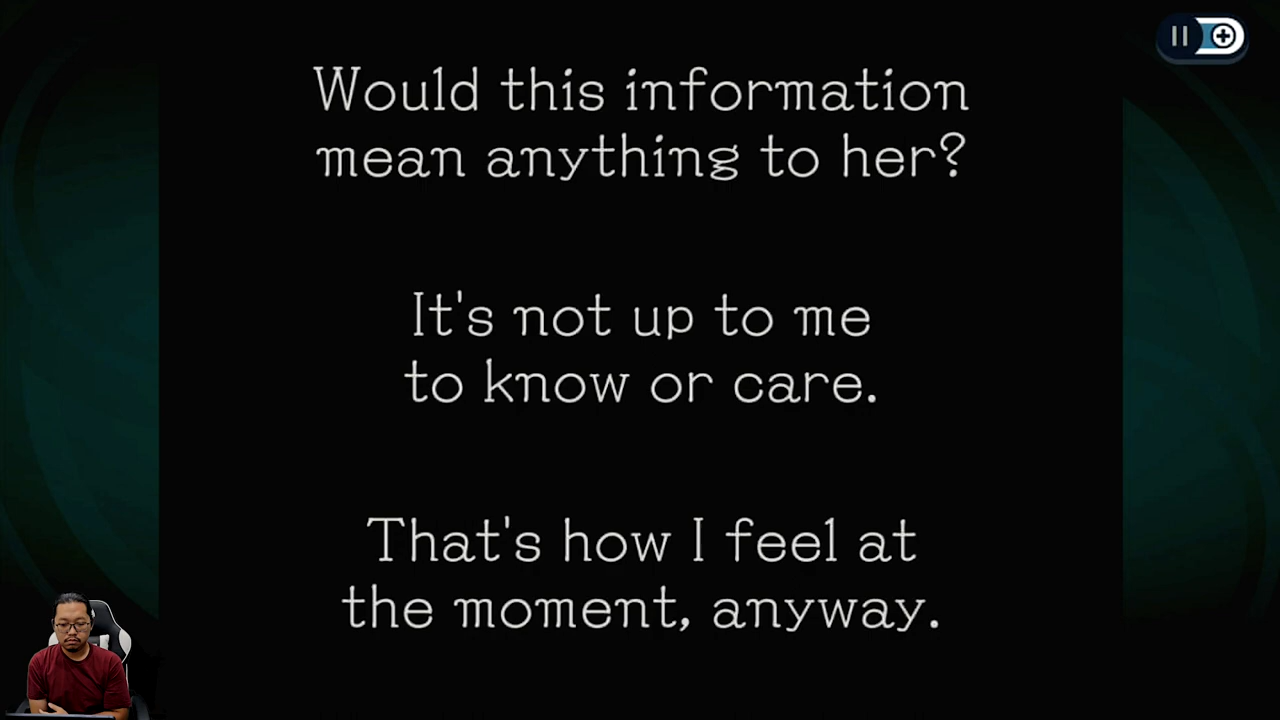 Would this information
mean anything to her?
It's not up to me
to know or care.
That's how I feel at
the moment, anyway.